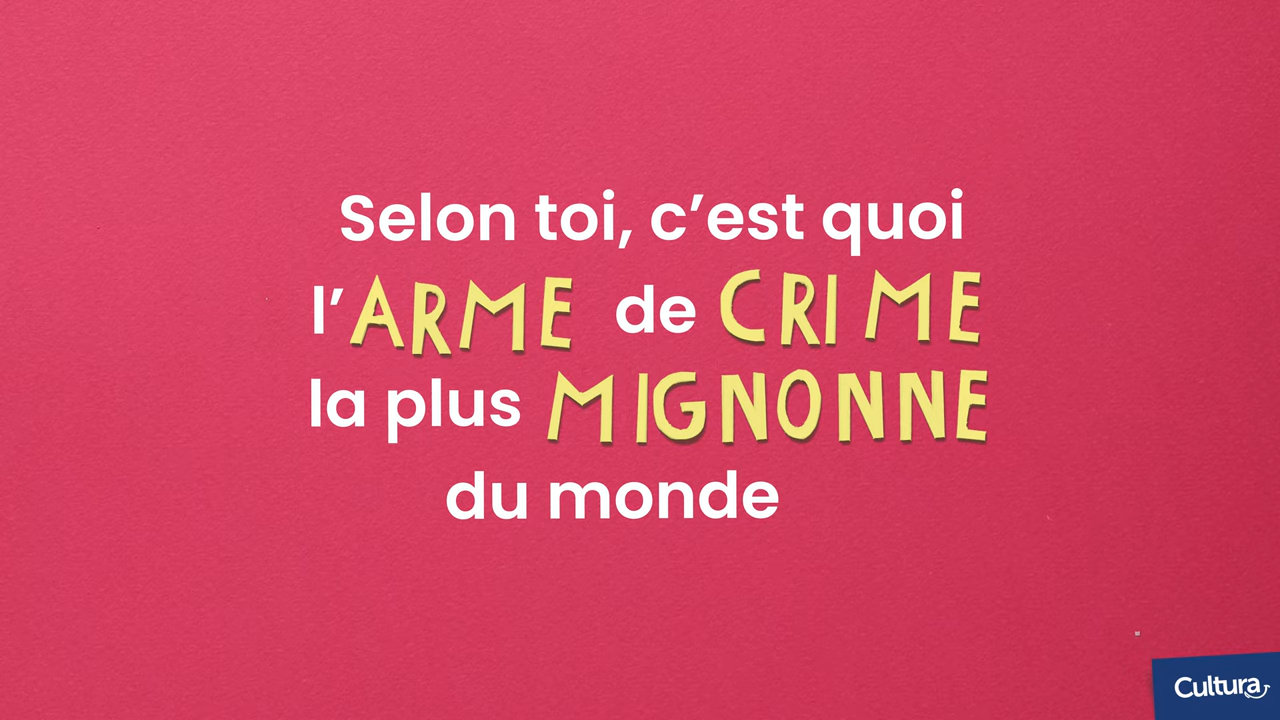 Selon toi, c’est quoi
l’ARME de CRIME
la plus MIGNONNE
du monde
Cultura